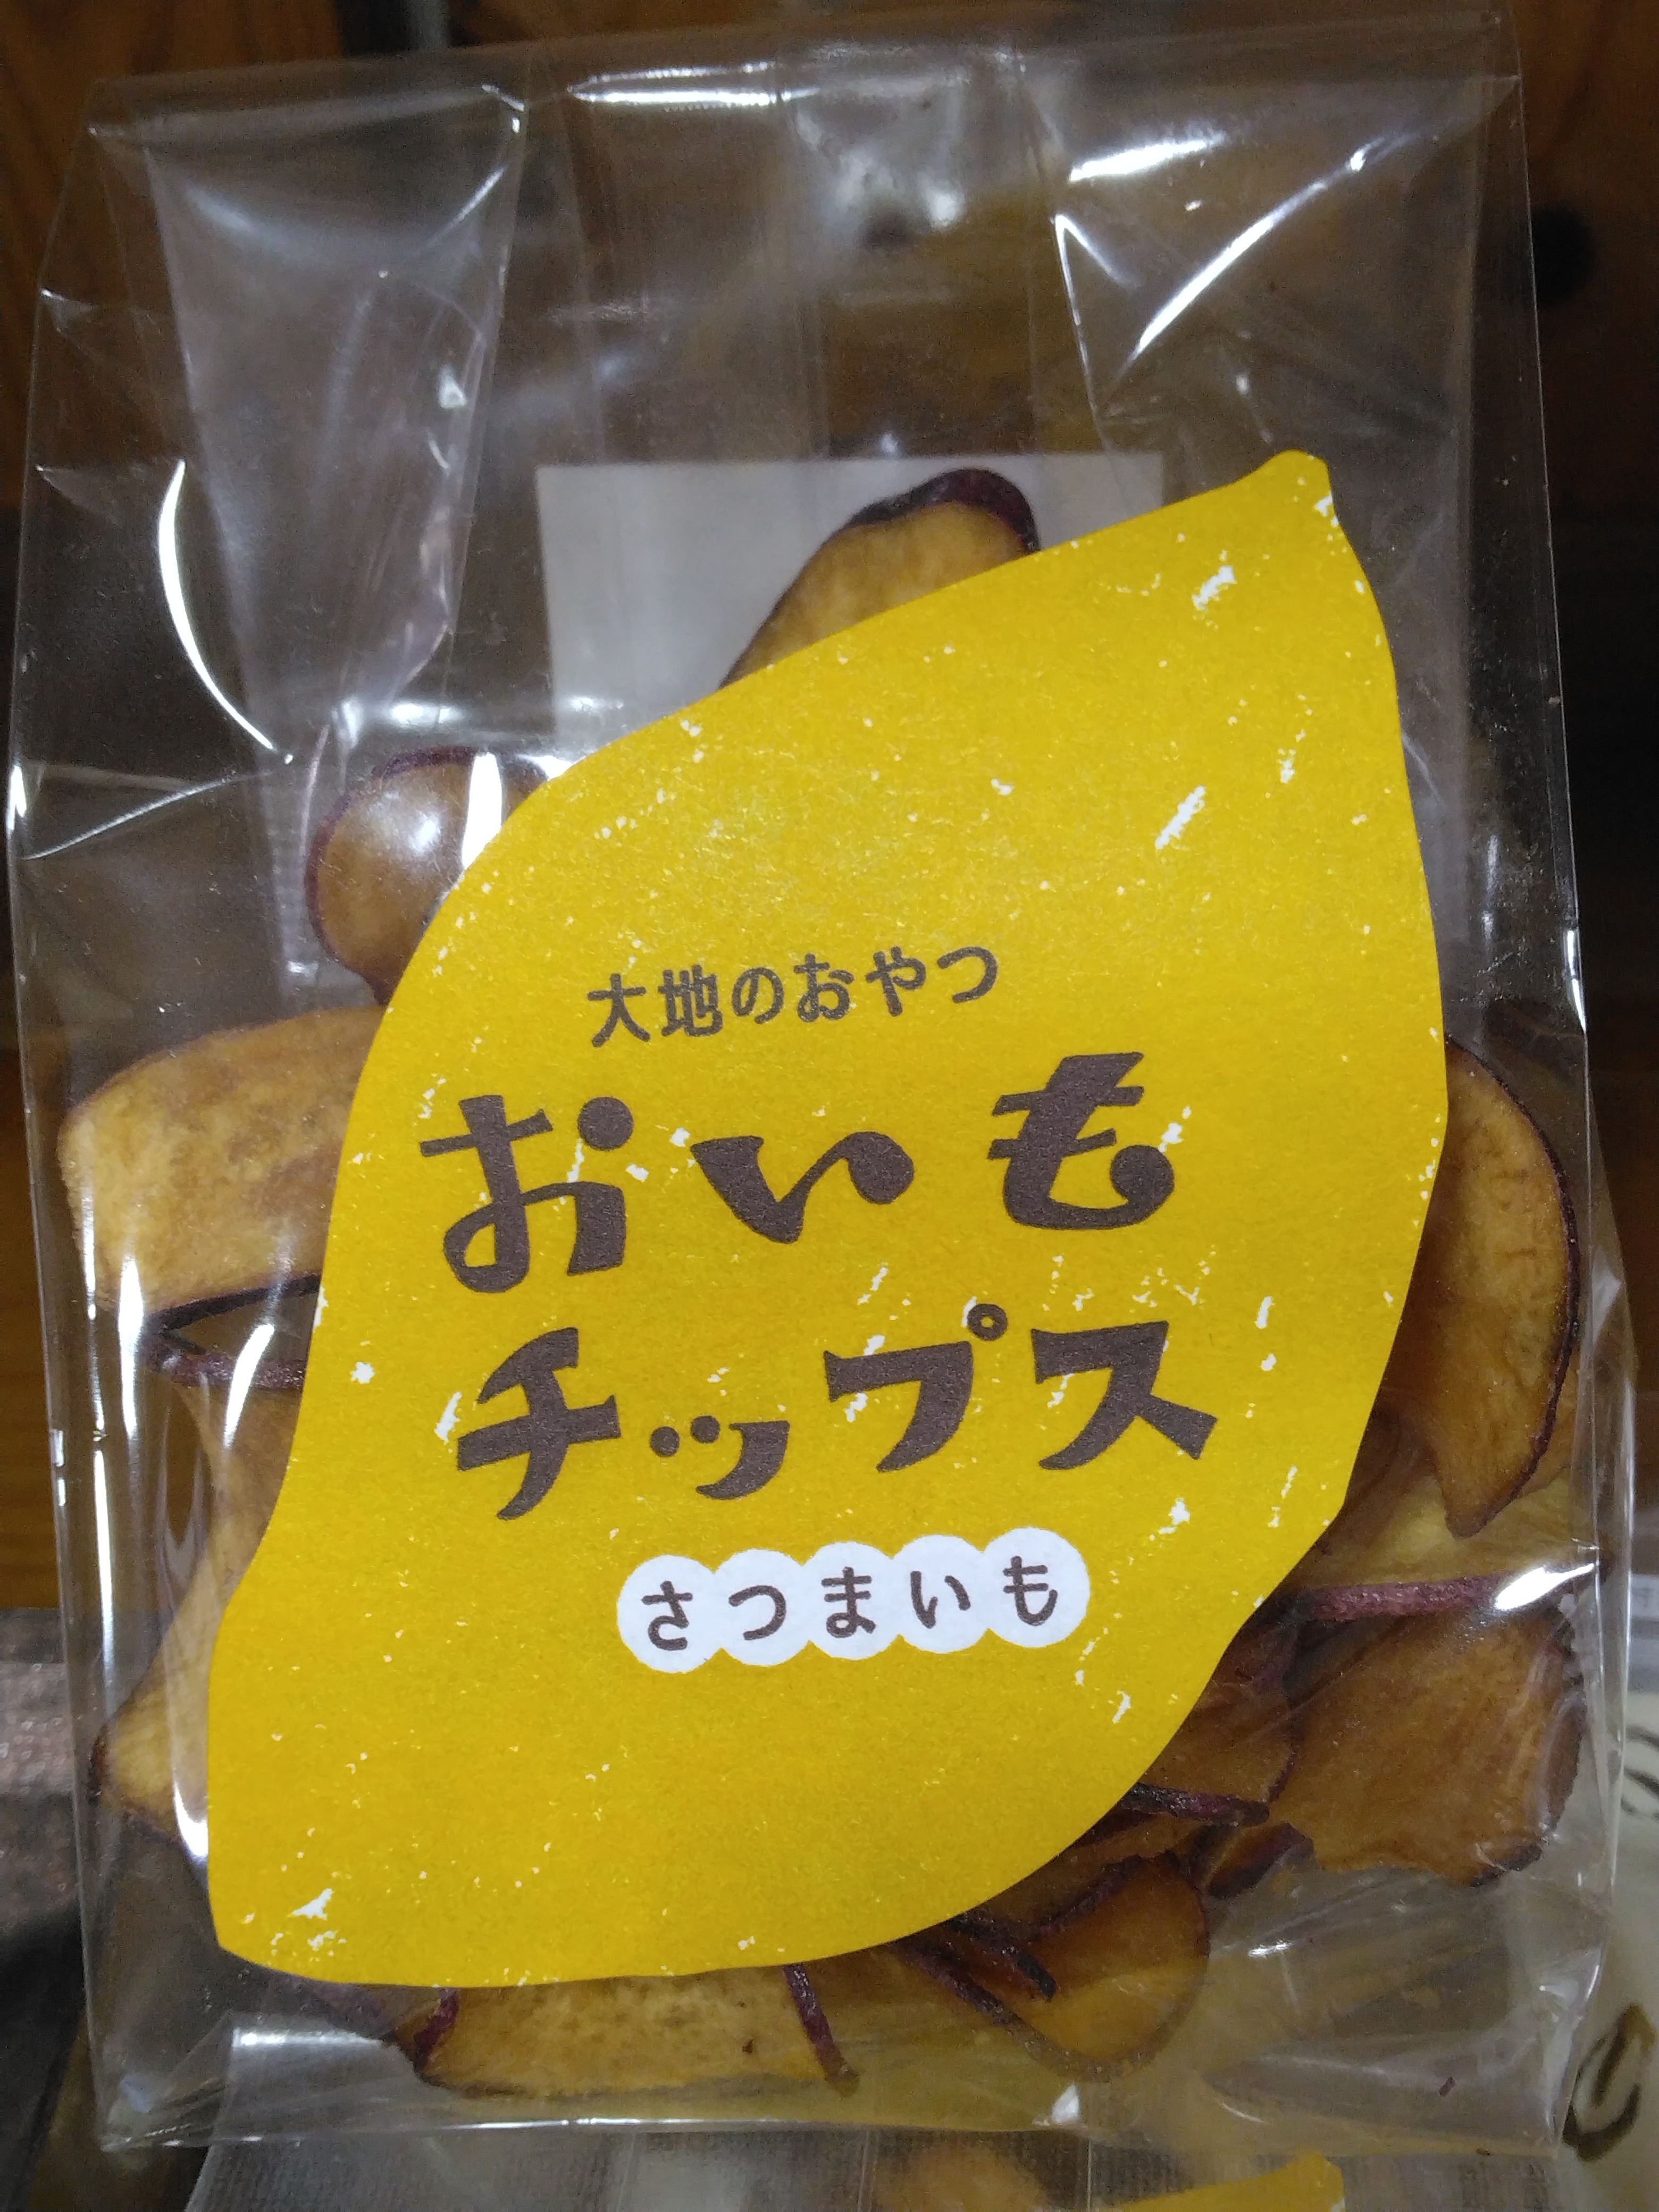 大地のおやつ
おいも
チップス
さつまいも